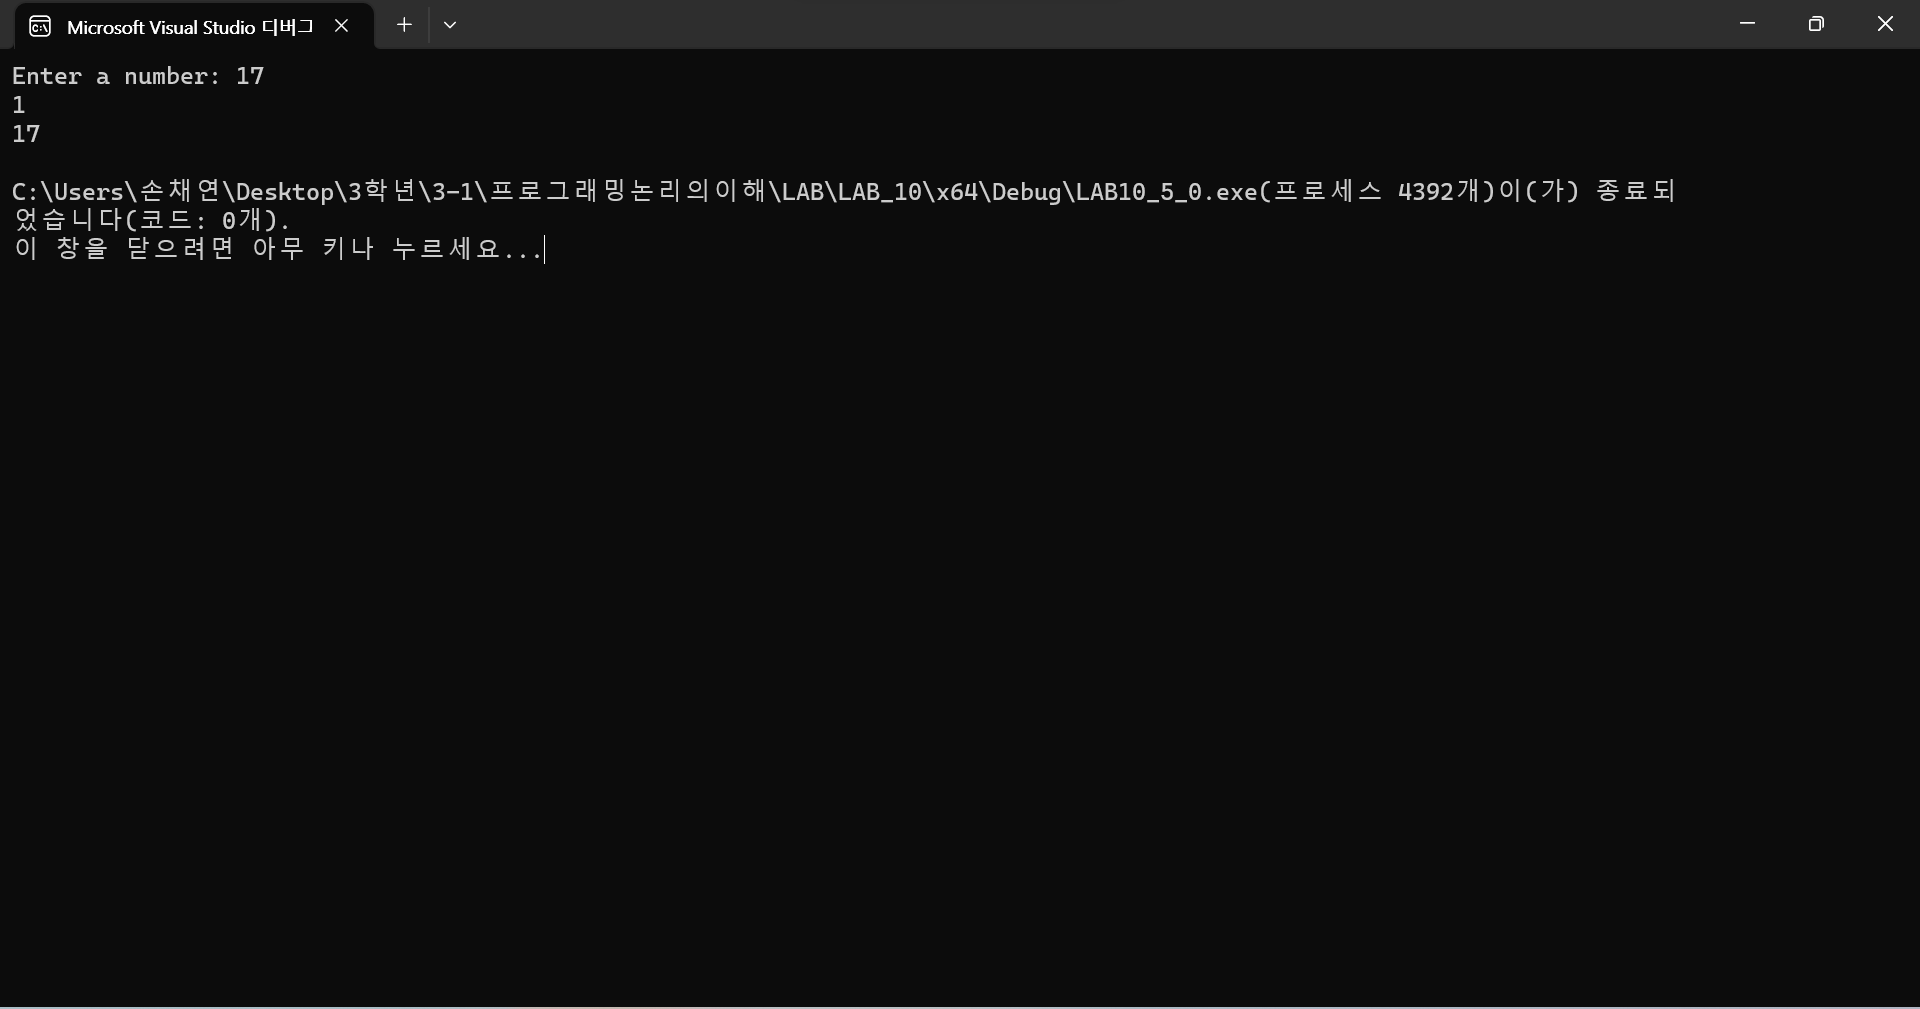 Microsoft Visual Studio 디버그
Enter a number: 17
1
17
C:\Users\손채연\Desktop\3학년\3-1\프로그래밍논리의이해\LAB\LAB_10\x64\Debug\LAB10_5_0.exe(프로세스 4392개)이(가) 종료되
었습니다(코드: 0개).
이 창을 닫으려면 아무 키나 누르세요...